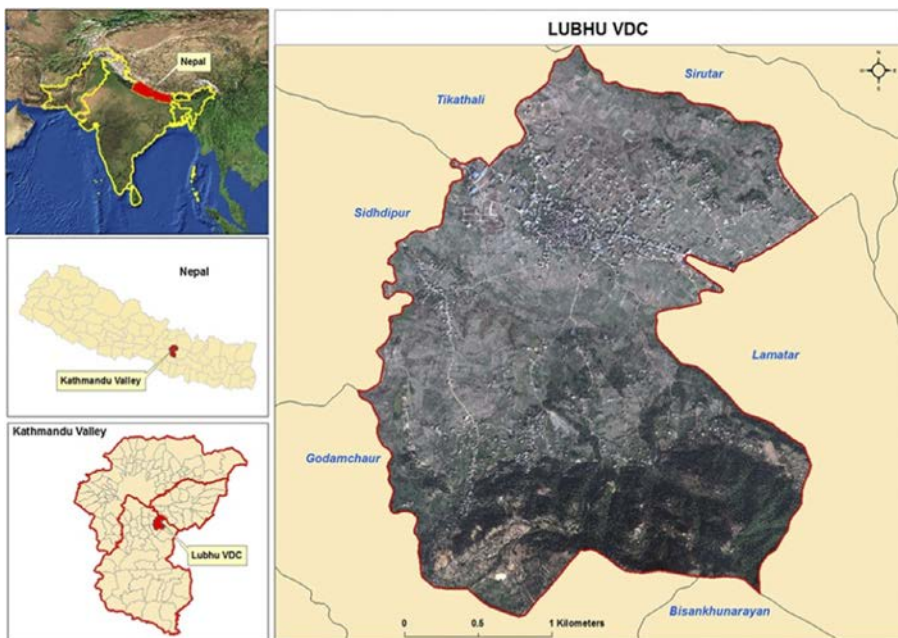 Nepal
Nepal
Kathmandu Valley
Kathmandu Valley
Lubhu VDC
LUBHU VDC
N
W
E
S
Sirutar
Tikathali
Sidhdipur
Lamatar
Godamchaur
Bisankhunarayan
0 0.5 1 Kilometers